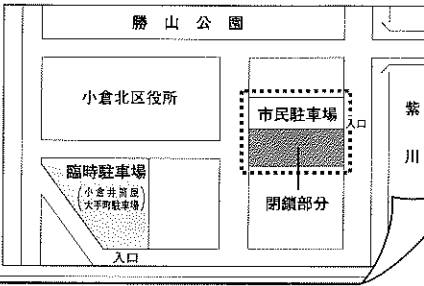 勝山公園
小倉北区役所
市民駐車場
入口
紫川
臨時駐車場
(小倉井筒屋
大手町駐車場)
閉鎖部分
入口